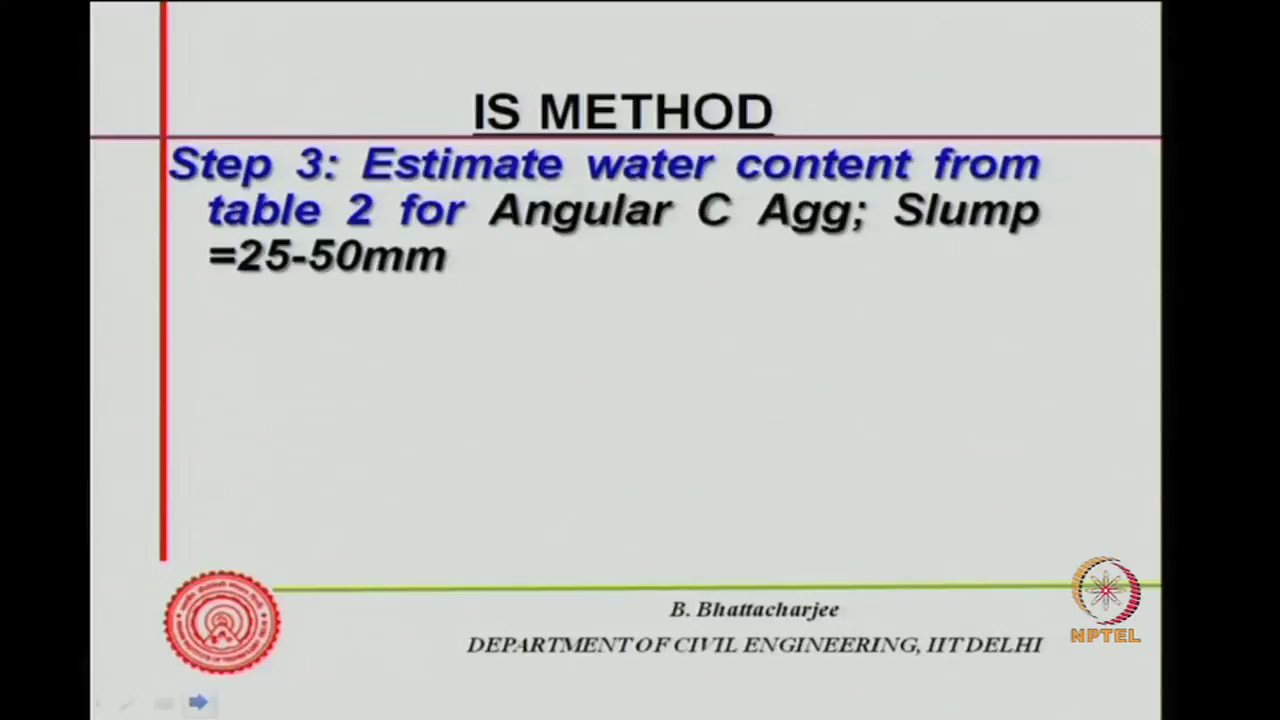 IS METHOD
Step 3: Estimate water content from
table 2 for Angular C Agg; Slump
=25-50mm
B. Bhattacharjee
DEPARTMENT OF CIVIL ENGINEERING, IIT DELHI
NPTEL